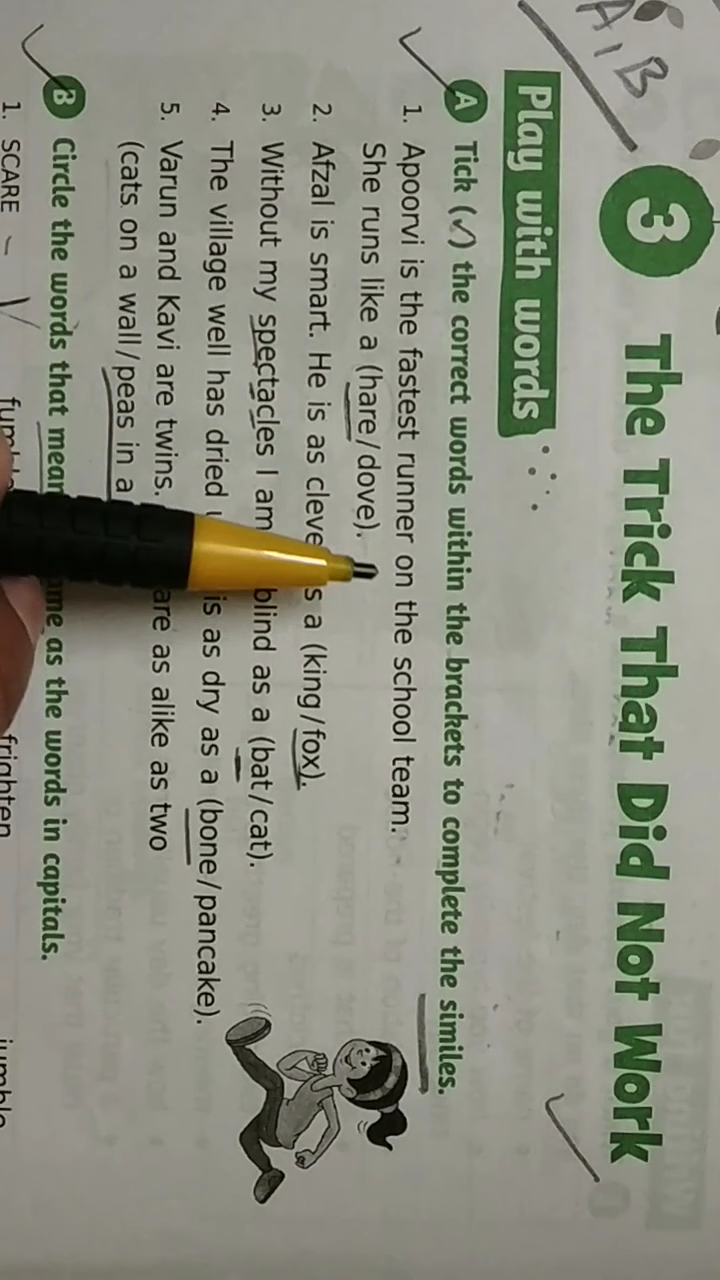 A, B
3 The Trick That Did Not Work
Play with words
A Tick (✓) the correct words within the brackets to complete the similes.
1. Apoorvi is the fastest runner on the school team.
She runs like a (hare/dove).
2. Afzal is smart. He is as cleve s a (king/fox).
3. Without my spectacles I am blind as a (bat/cat).
4. The village well has dried is as dry as a (bone/pancake).
5. Varun and Kavi are twins. are as alike as two
(cats on a wall/peas in a
B Circle the words that mean me as the words in capitals.
1. SCARE frighten